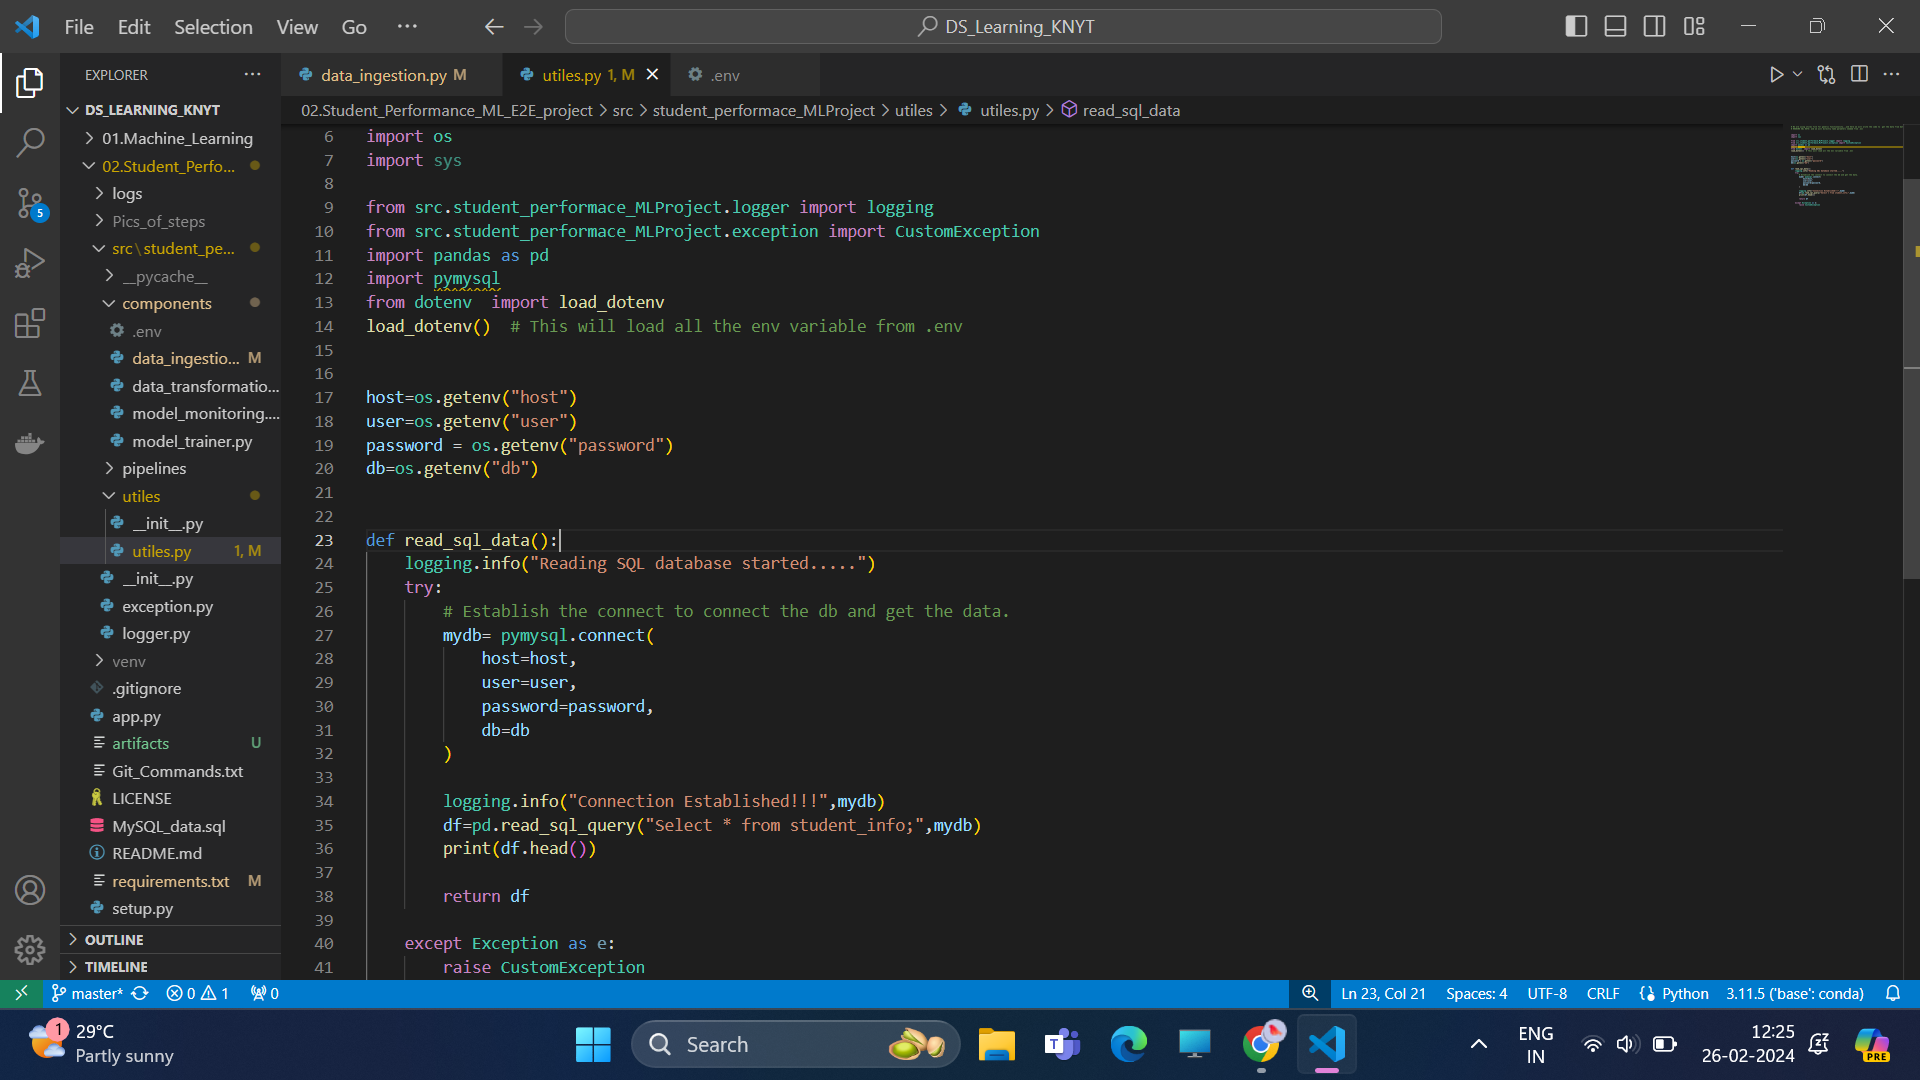 File Edit Selection View Go ··· DS_Learning_KNYT
EXPLORER ···
DS_LEARNING_KNYT
01.Machine_Learning
02.Student_Perfo...
logs
Pics_of_steps
src\student_pe...
__pycache__
components
.env
data_ingestio... M
data_transformatio...
model_monitoring....
model_trainer.py
pipelines
utiles
__init__.py
utiles.py 1, M
__init__.py
exception.py
logger.py
venv
.gitignore
app.py
artifacts U
Git_Commands.txt
LICENSE
MySQL_data.sql
README.md
requirements.txt M
setup.py
OUTLINE
TIMELINE
5
data_ingestion.py M utiles.py 1, M .env
02.Student_Performance_ML_E2E_project > src > student_performace_MLProject > utiles > utiles.py > read_sql_data
6 import os
7 import sys
8
9 from src.student_performace_MLProject.logger import logging
10 from src.student_performace_MLProject.exception import CustomException
11 import pandas as pd
12 import pymysql
13 from dotenv  import load_dotenv
14 load_dotenv()  # This will load all the env variable from .env
15
16
17 host=os.getenv("host")
18 user=os.getenv("user")
19 password = os.getenv("password")
20 db=os.getenv("db")
21
22
23 def read_sql_data():
24     logging.info("Reading SQL database started.....")
25     try:
26         # Establish the connect to connect the db and get the data.
27         mydb= pymysql.connect(
28             host=host,
29             user=user,
30             password=password,
31             db=db
32         )
33
34         logging.info("Connection Established!!!",mydb)
35         df=pd.read_sql_query("Select * from student_info;",mydb)
36         print(df.head())
37
38         return df
39
40     except Exception as e:
41         raise CustomException
master* 0 1 0 Ln 23, Col 21 Spaces: 4 UTF-8 CRLF Python 3.11.5 ('base': conda)
1 29°C
Partly sunny
Search
ENG
IN
12:25
26-02-2024
PRE